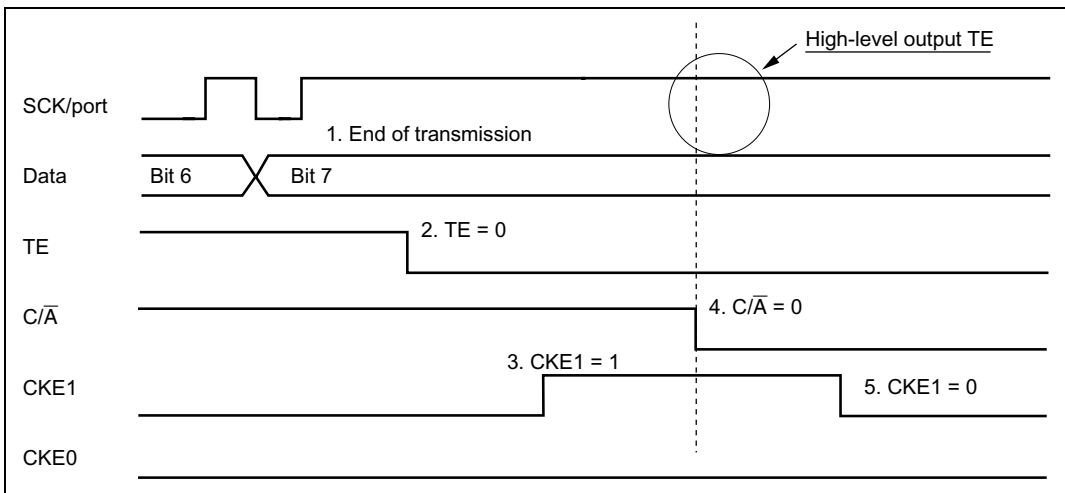 High-level output TE
SCK/port
1. End of transmission
Data
Bit 6
Bit 7
TE
2. TE = 0
C/A̅
4. C/A̅ = 0
3. CKE1 = 1
CKE1
5. CKE1 = 0
CKE0